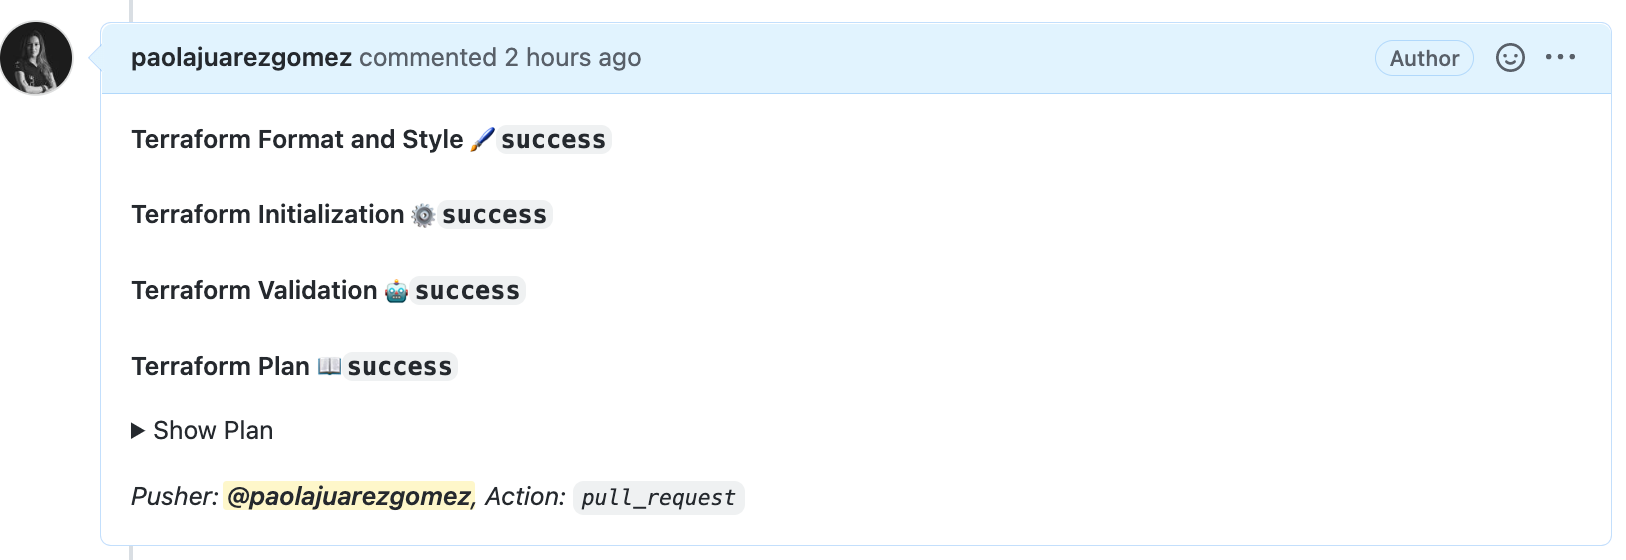 paolajuarezgomez commented 2 hours ago Author
Terraform Format and Style 🖌️ success
Terraform Initialization ⚙️ success
Terraform Validation 🤖 success
Terraform Plan 📖 success
▶ Show Plan
Pusher: @paolajuarezgomez, Action: pull_request